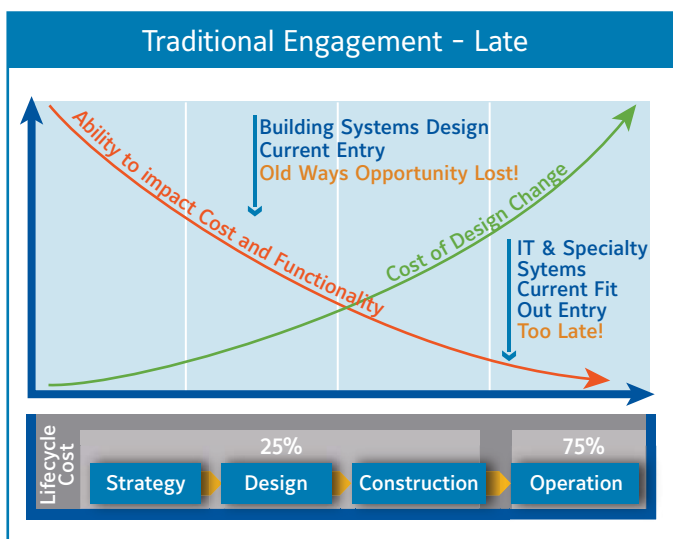 Traditional Engagement – Late
Ability to impact Cost and Functionality
Building Systems Design
Current Entry
Old Ways Opportunity Lost!
Cost of Design Change
IT & Specialty
Sytems
Current Fit
Out Entry
Too Late!
Lifecycle
Cost
25%
75%
Strategy
Design
Construction
Operation